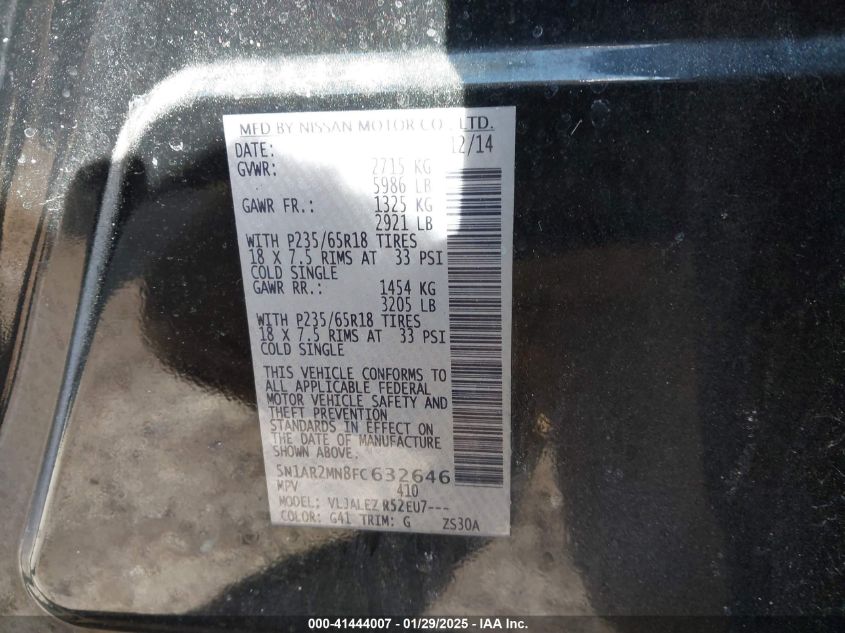 MFD BY NISSAN MOTOR CO., LTD.
DATE: 12/14
GVWR: 2715 KG
5986 LB
GAWR FR.: 1325 KG
2921 LB
WITH P235/65R18 TIRES
18 X 7.5 RIMS AT 33 PSI
COLD SINGLE
GAWR RR.: 1454 KG
3205 LB
WITH P235/65R18 TIRES
18 X 7.5 RIMS AT 33 PSI
COLD SINGLE
THIS VEHICLE CONFORMS TO
ALL APPLICABLE FEDERAL
MOTOR VEHICLE SAFETY AND
THEFT PREVENTION
STANDARDS IN EFFECT ON
THE DATE OF MANUFACTURE
SHOWN ABOVE.
5N1AR2MN8FC632646
MPV 410
MODEL: VLJALEZ R52EU7---
COLOR: G41 TRIM: G ZS30A
000-41444007 - 01/29/2025 - IAA Inc.